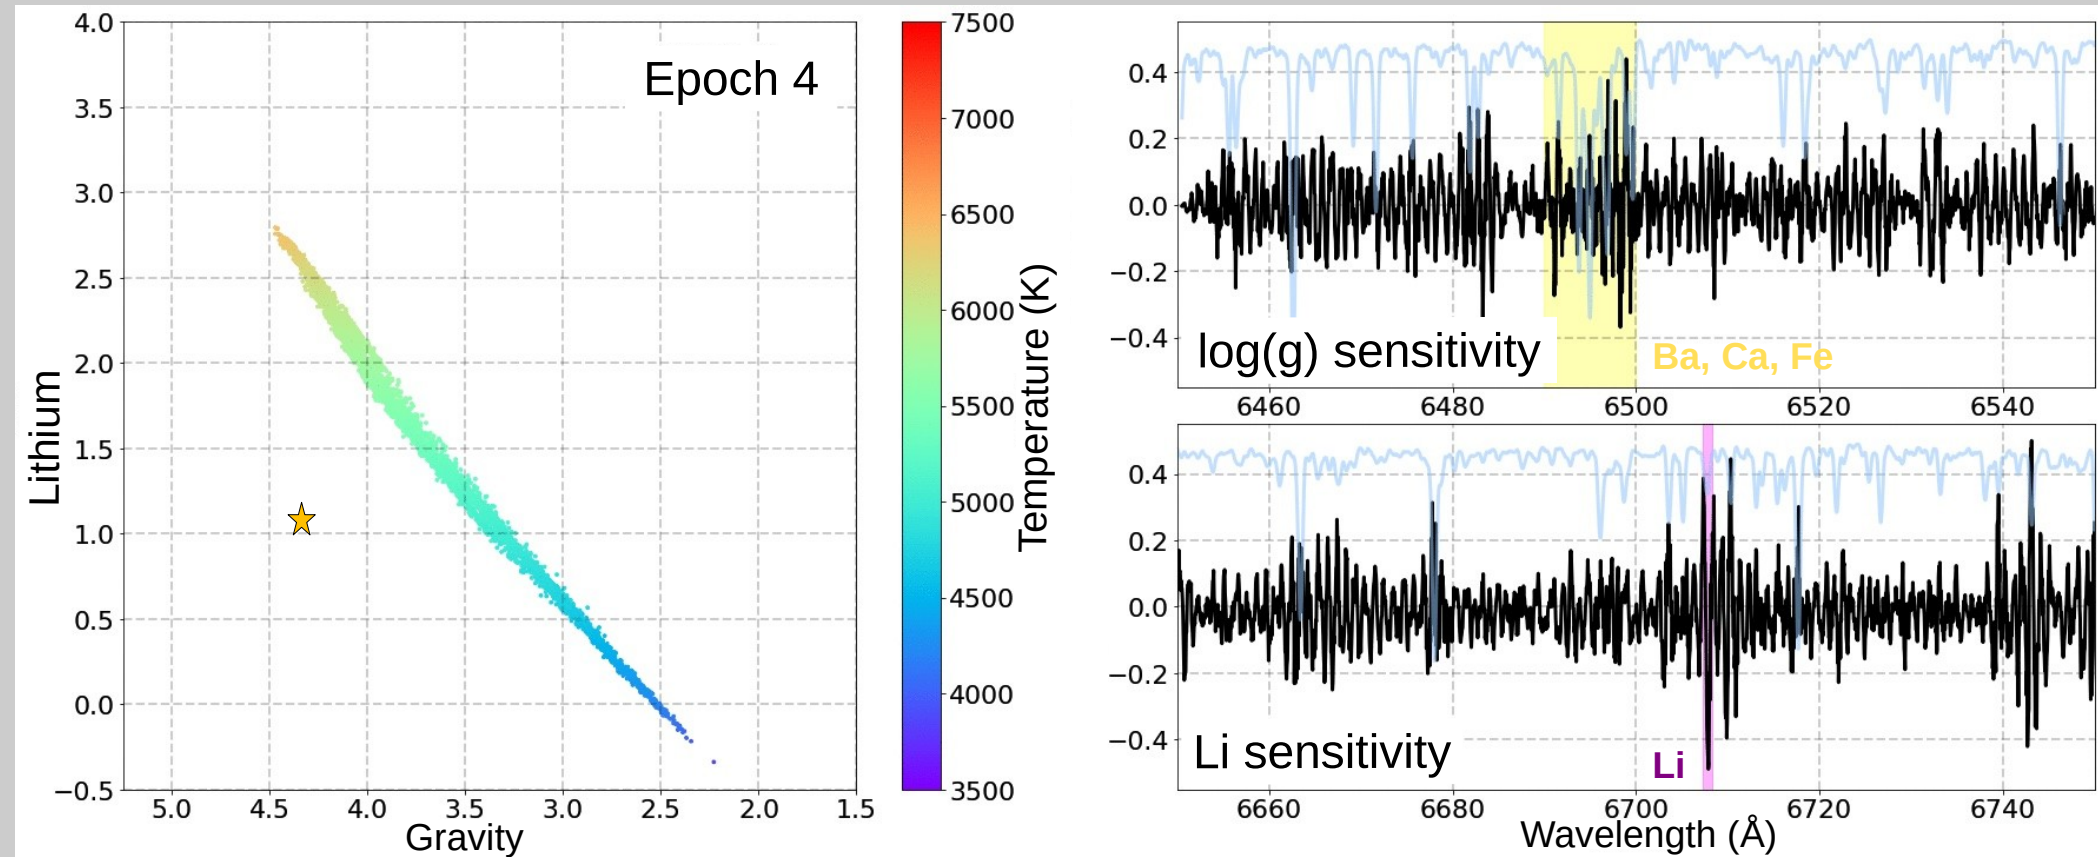 4.0
3.5
3.0
2.5
2.0
1.5
1.0
0.5
0.0
−0.5
Lithium
Epoch 4
5.0 4.5 4.0 3.5 3.0 2.5 2.0 1.5
Gravity
7500
7000
6500
6000
5500
5000
4500
4000
3500
Temperature (K)
0.4
0.2
0.0
−0.2
−0.4
log(g) sensitivity
Ba, Ca, Fe
6460 6480 6500 6520 6540
0.4
0.2
0.0
−0.2
−0.4
Li sensitivity
Li
6660 6680 6700 6720 6740
Wavelength (Å)